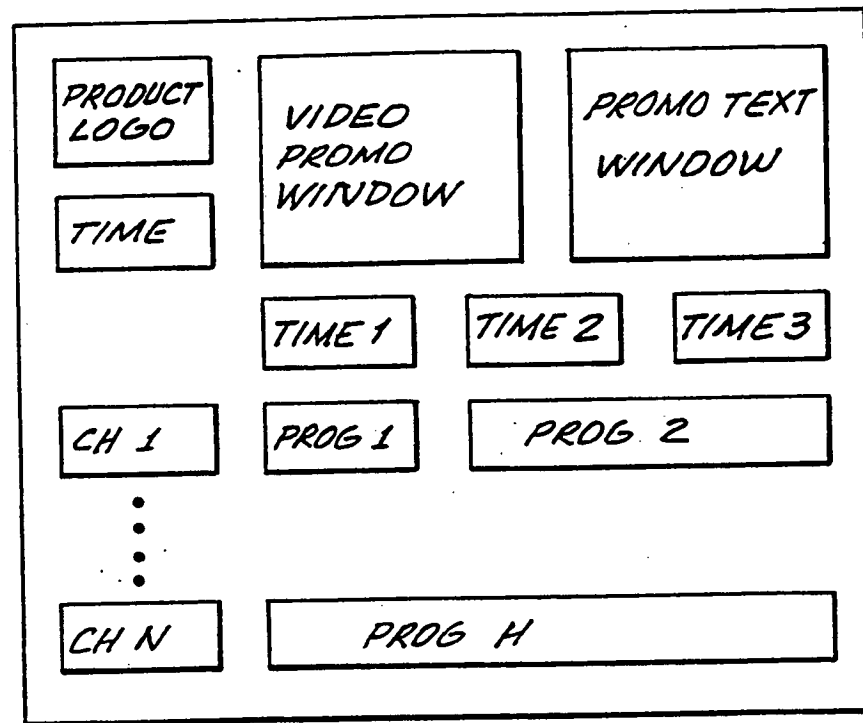 PRODUCT
LOGO
VIDEO
PROMO
WINDOW
PROMO TEXT
WINDOW
TIME
TIME 1
TIME 2
TIME 3
CH 1
PROG 1
PROG 2
CH N
PROG H